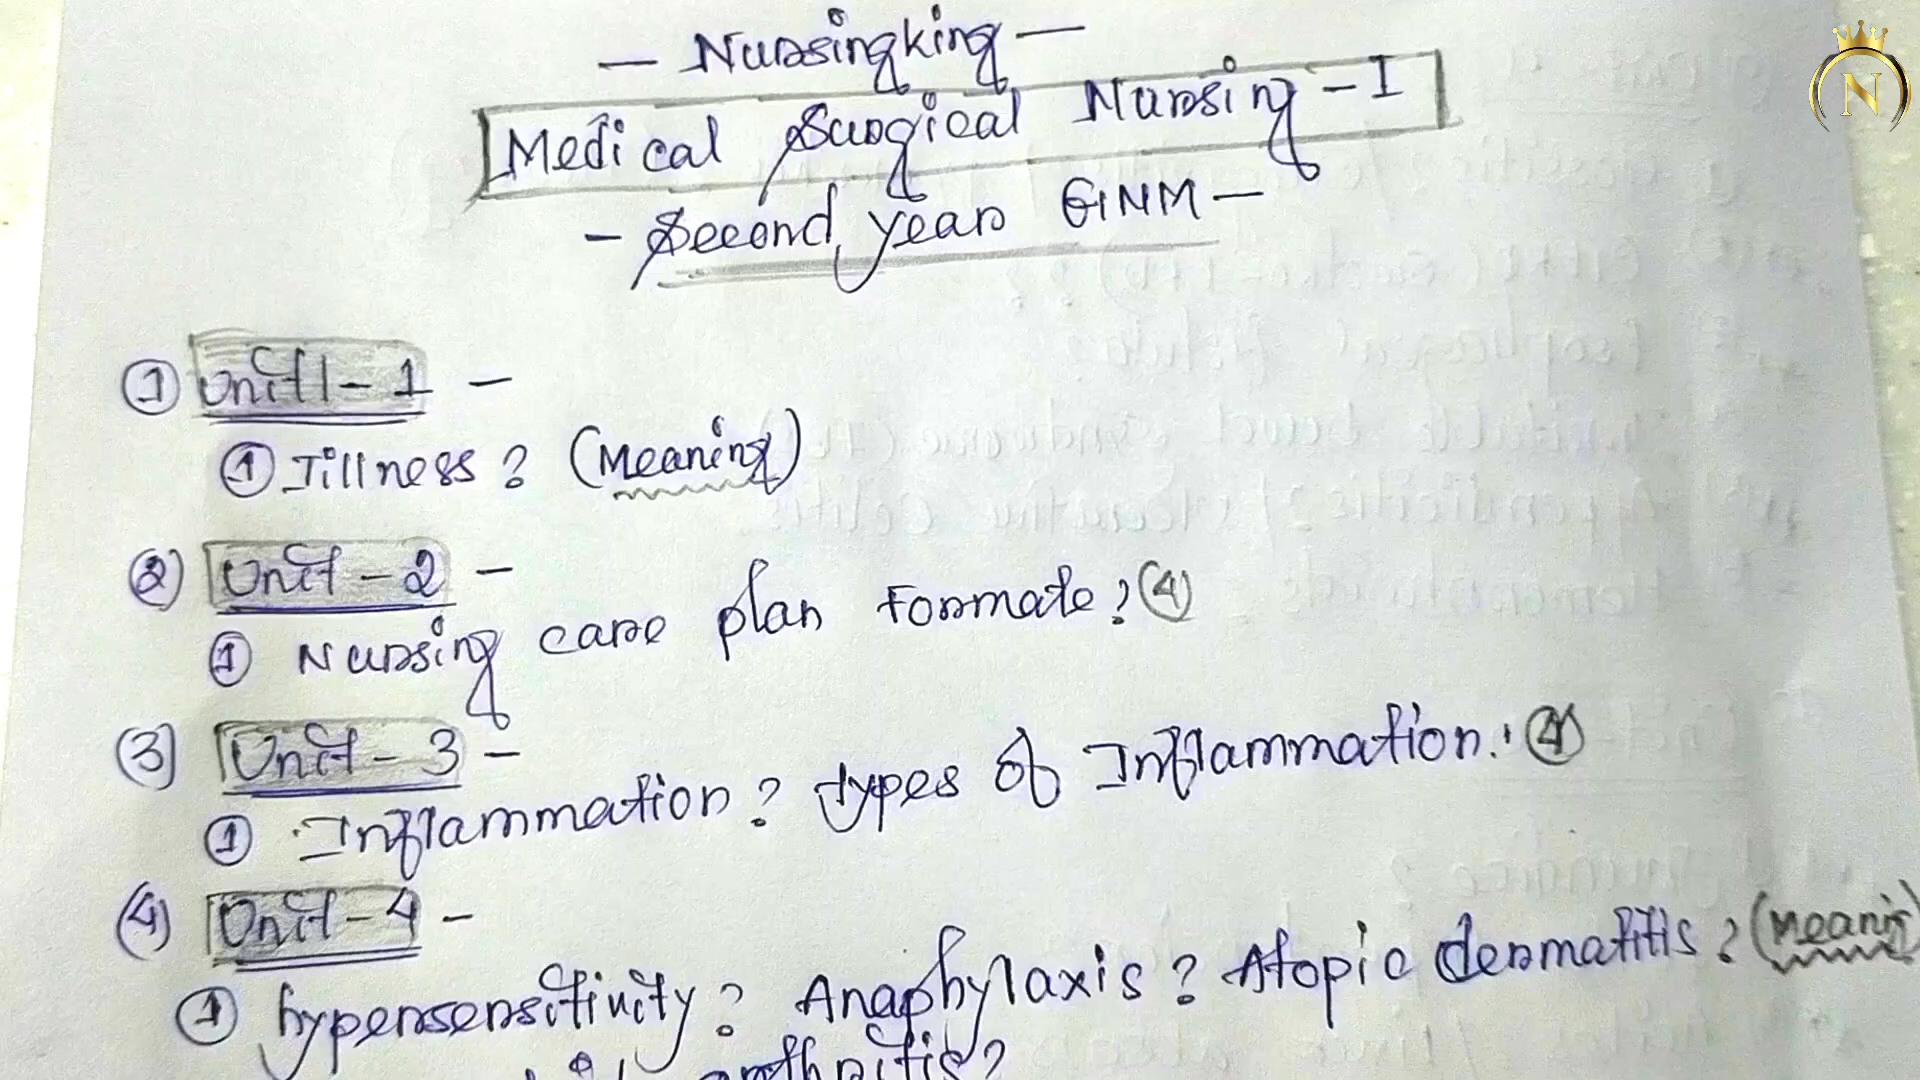 — Nursingking —
Medical Surgical Nursing - I
- Second year GNM -
① Unit - 1 -
① Illness? (Meaning)
② Unit - 2 -
① Nursing care plan Formate? ④
③ Unit - 3 -
① Inflammation? types of Inflammation. ④
④ Unit - 4 -
① hypersensitivity? Anaphylaxis? Atopic dermatitis? (Meanin
arthritis?
N